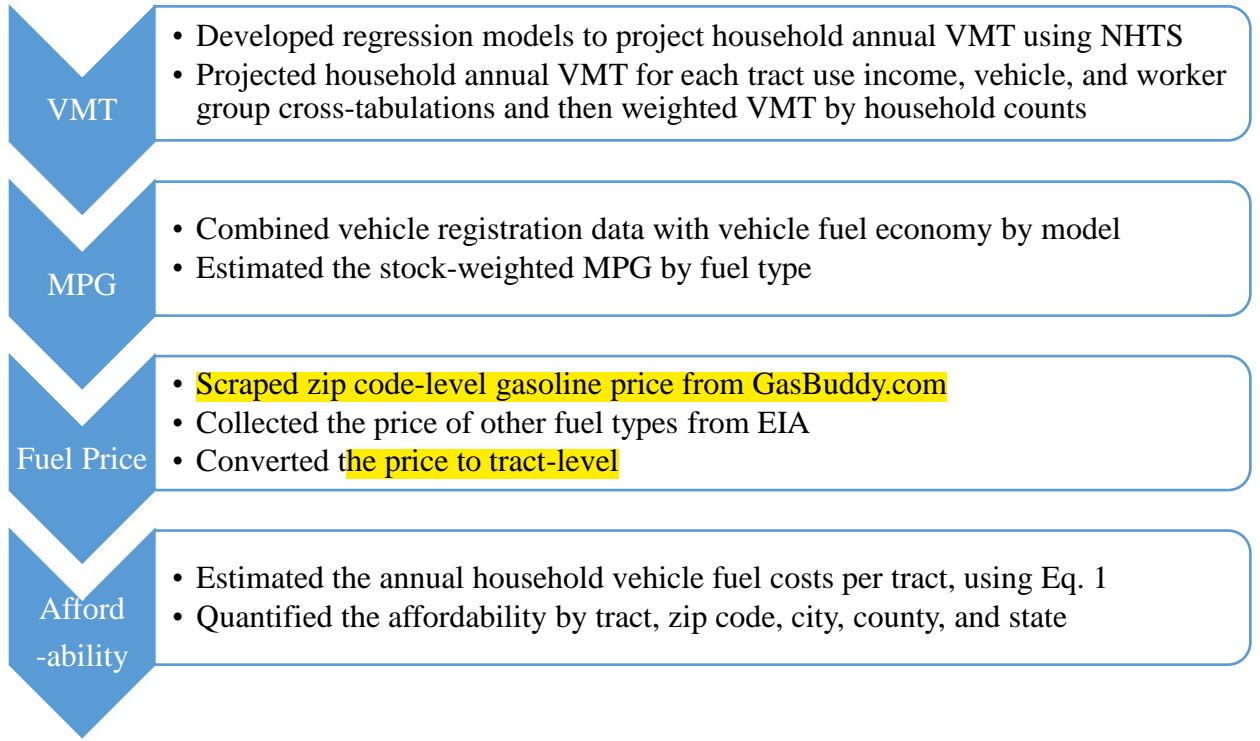 VMT
• Developed regression models to project household annual VMT using NHTS
• Projected household annual VMT for each tract use income, vehicle, and worker
group cross-tabulations and then weighted VMT by household counts
MPG
• Combined vehicle registration data with vehicle fuel economy by model
• Estimated the stock-weighted MPG by fuel type
Fuel Price
• Scraped zip code-level gasoline price from GasBuddy.com
• Collected the price of other fuel types from EIA
• Converted the price to tract-level
Afford
-ability
• Estimated the annual household vehicle fuel costs per tract, using Eq. 1
• Quantified the affordability by tract, zip code, city, county, and state